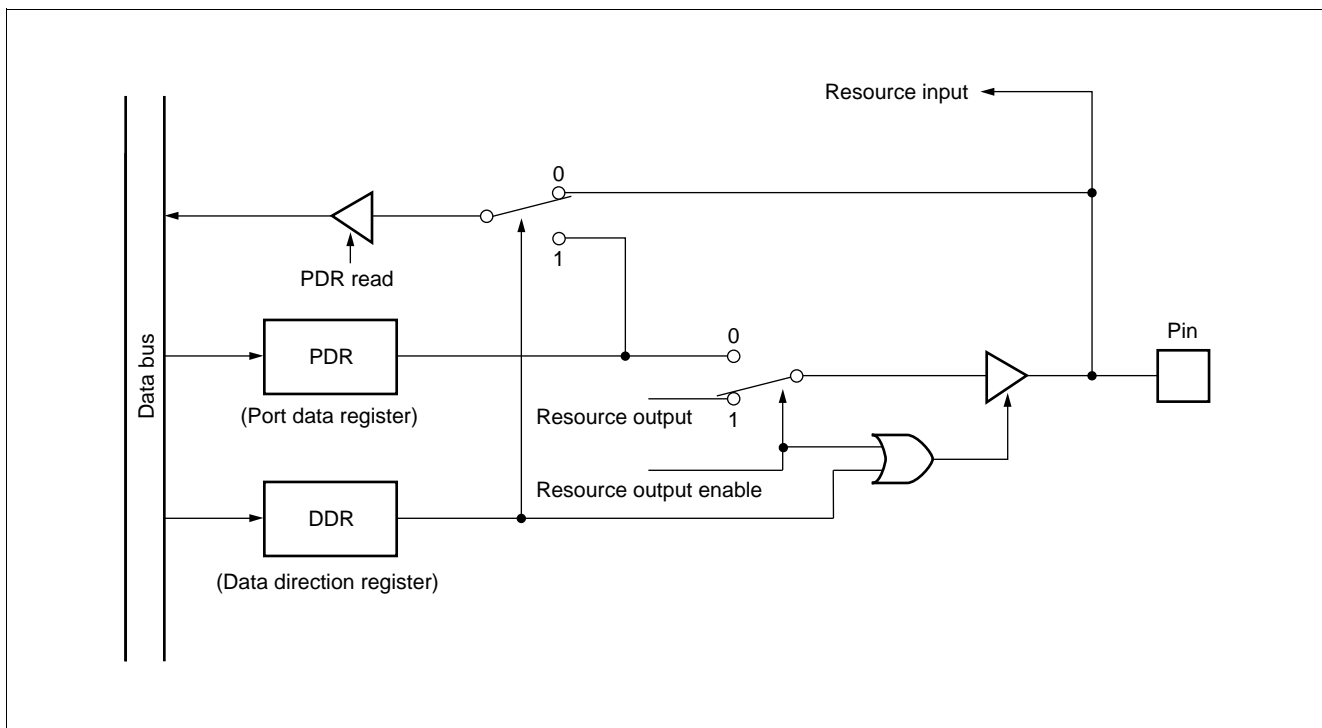 Resource input
0
1
PDR read
Data bus
PDR
(Port data register)
0
Pin
Resource output
1
Resource output enable
DDR
(Data direction register)